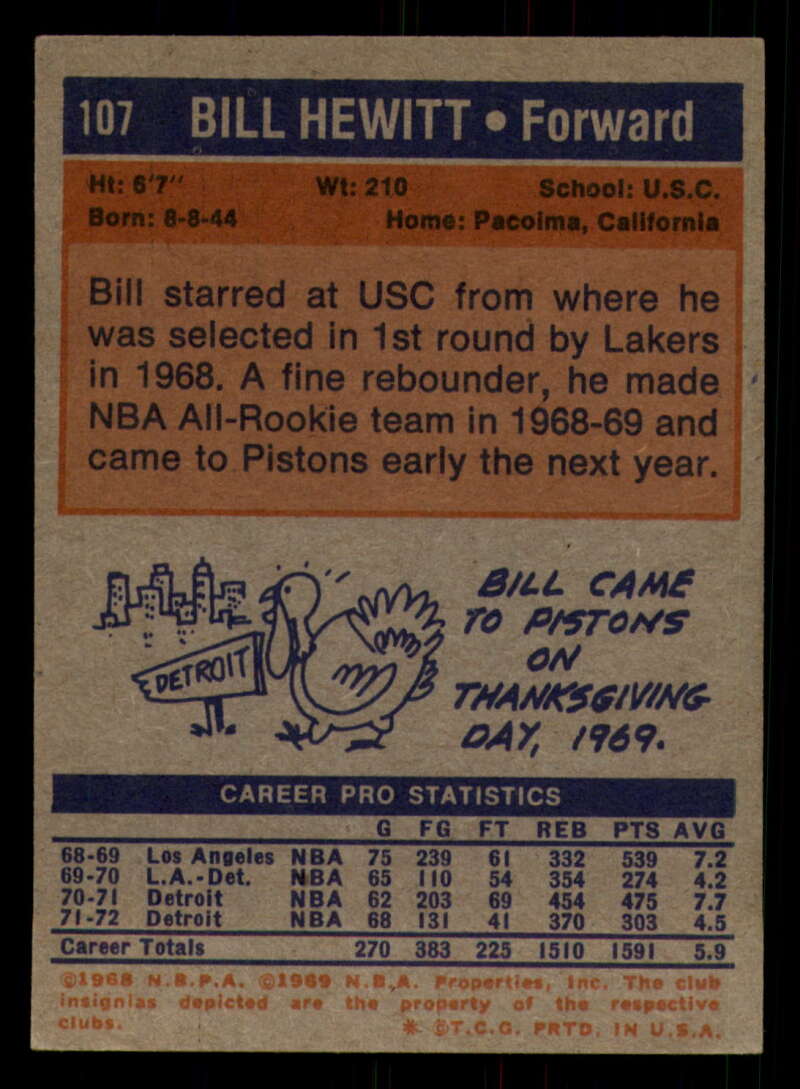 107 BILL HEWITT • Forward
Ht: 6'7" Wt: 210 School: U.S.C.
Born: 8-8-44 Home: Pacoima, California
Bill starred at USC from where he
was selected in 1st round by Lakers
in 1968. A fine rebounder, he made
NBA All-Rookie team in 1968-69 and
came to Pistons early the next year.
DETROIT
BILL CAME
TO PISTONS
ON
THANKSGIVING
DAY, 1969.
CAREER PRO STATISTICS
G FG FT REB PTS AVG
68-69 Los Angeles NBA 75 239 61 332 539 7.2
69-70 L.A.-Det. NBA 65 110 54 354 274 4.2
70-71 Detroit NBA 62 203 69 454 475 7.7
71-72 Detroit NBA 68 131 41 370 303 4.5
Career Totals 270 383 225 1510 1591 5.9
©1968 N.B.P.A. ©1969 N.B.A. Properties, Inc. The club
insignias depicted are the property of the respective
clubs. * ©T.C.G. PRTD. IN U.S.A.